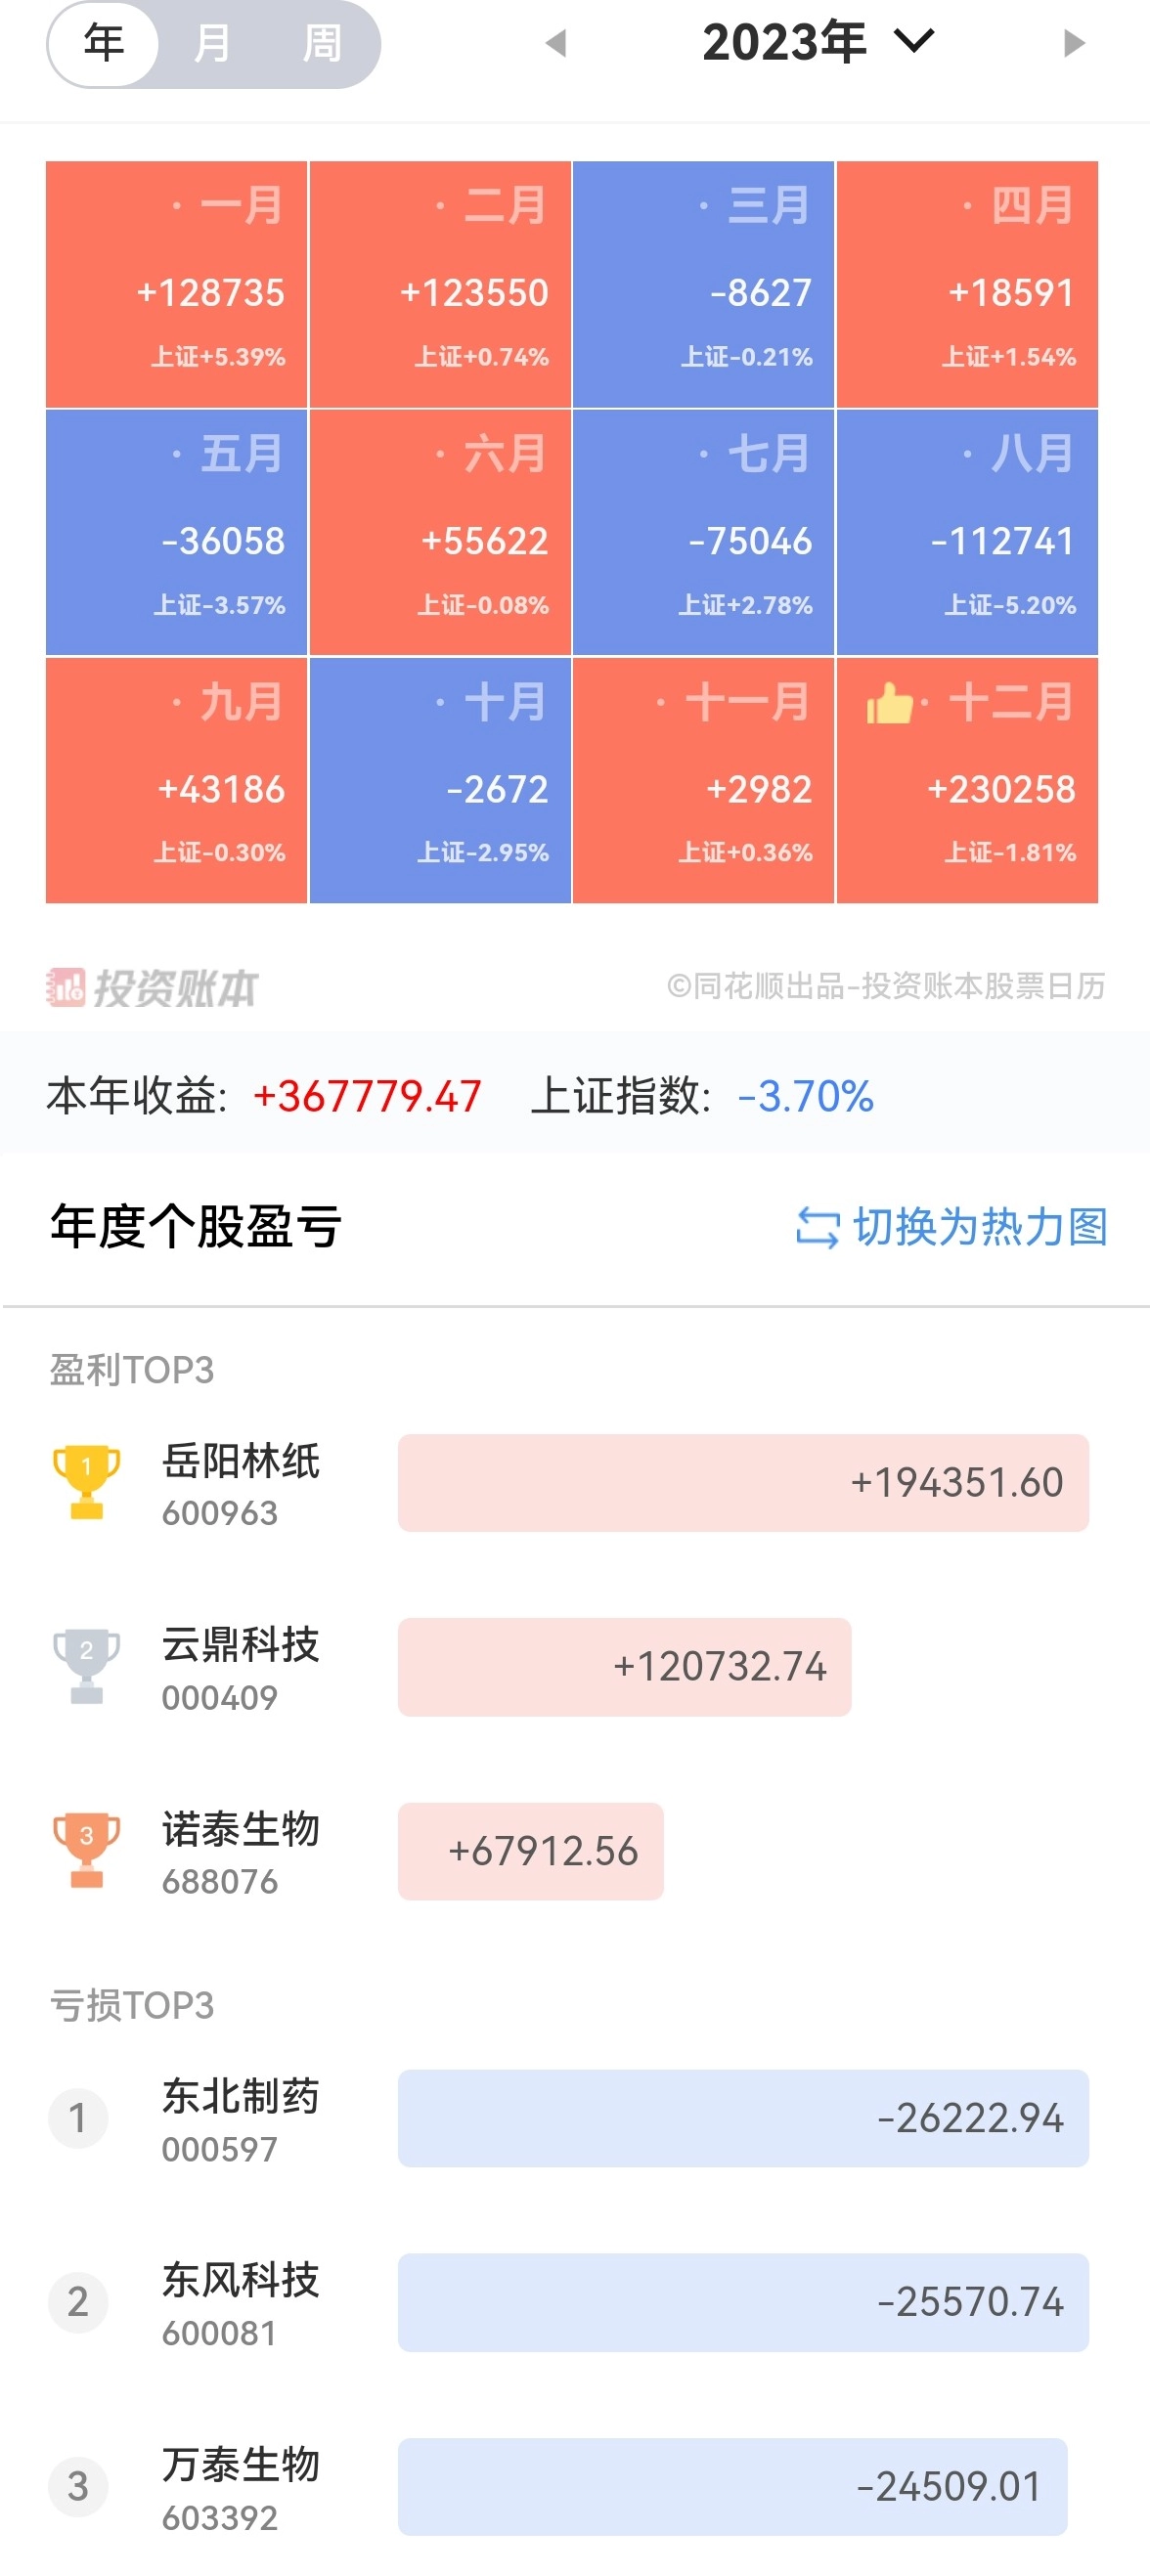 年 月 周 2023年
· 一月 · 二月 · 三月 · 四月
+128735 +123550 -8627 +18591
上证+5.39% 上证+0.74% 上证-0.21% 上证+1.54%
· 五月 · 六月 · 七月 · 八月
-36058 +55622 -75046 -112741
上证-3.57% 上证-0.08% 上证+2.78% 上证-5.20%
· 九月 · 十月 · 十一月 · 十二月
+43186 -2672 +2982 +230258
上证-0.30% 上证-2.95% 上证+0.36% 上证-1.81%
投资账本 ©同花顺出品-投资账本股票日历
本年收益: +367779.47 上证指数: -3.70%
年度个股盈亏 切换为热力图
盈利TOP3
1 岳阳林纸 +194351.60
600963
2 云鼎科技 +120732.74
000409
3 诺泰生物 +67912.56
688076
亏损TOP3
1 东北制药 -26222.94
000597
2 东风科技 -25570.74
600081
3 万泰生物 -24509.01
603392